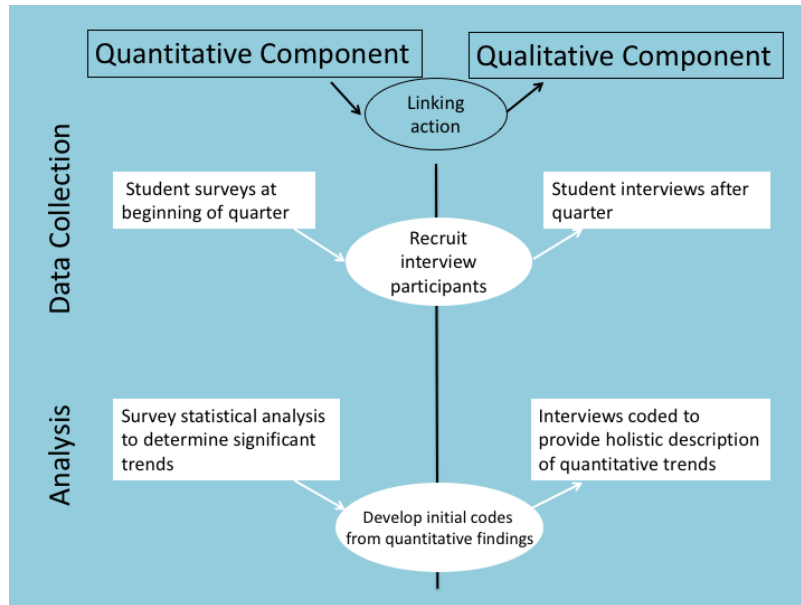 Quantitative Component
Qualitative Component
Linking
action
Data Collection
Student surveys at
beginning of quarter
Student interviews after
quarter
Recruit
interview
participants
Analysis
Survey statistical analysis
to determine significant
trends
Interviews coded to
provide holistic description
of quantitative trends
Develop initial codes
from quantitative findings